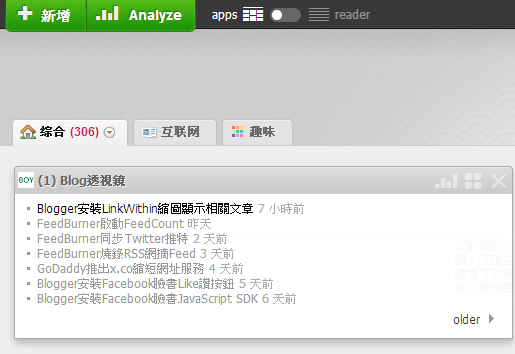 新增 Analyze apps reader
综合 (306) 互联网 趣味
BOY (1) Blog透視鏡
Blogger安裝LinkWithin縮圖顯示相關文章 7 小時前
FeedBurner啟動FeedCount 昨天
FeedBurner同步Twitter推特 2 天前
FeedBurner燒錄RSS網摘Feed 3 天前
GoDaddy推出x.co縮短網址服務 4 天前
Blogger安裝Facebook臉書Like讚按鈕 5 天前
Blogger安裝Facebook臉書JavaScript SDK 6 天前
older